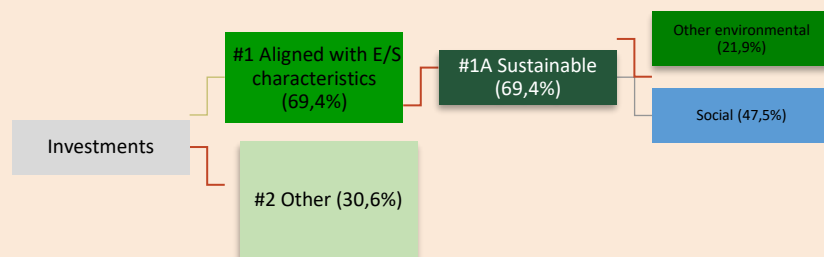 Investments
#1 Aligned with E/S
characteristics
(69,4%)
#2 Other (30,6%)
#1A Sustainable
(69,4%)
Other environmental
(21,9%)
Social (47,5%)